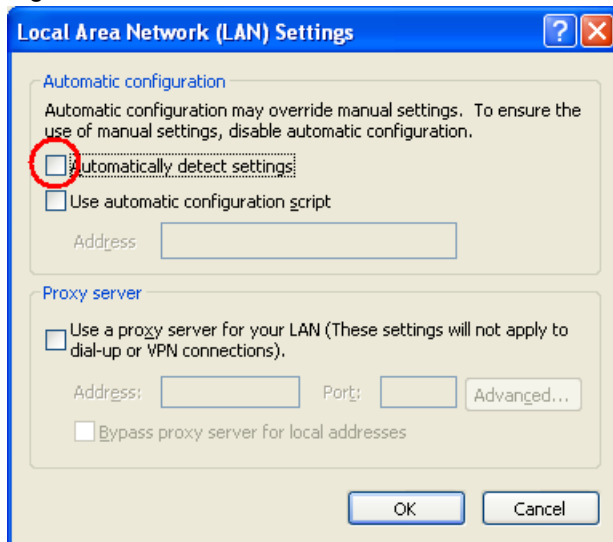 Local Area Network (LAN) Settings
Automatic configuration
Automatic configuration may override manual settings. To ensure the
use of manual settings, disable automatic configuration.
Automatically detect settings
Use automatic configuration script
Address
Proxy server
Use a proxy server for your LAN (These settings will not apply to
dial-up or VPN connections).
Address:
Port:
Advanced...
Bypass proxy server for local addresses
OK
Cancel